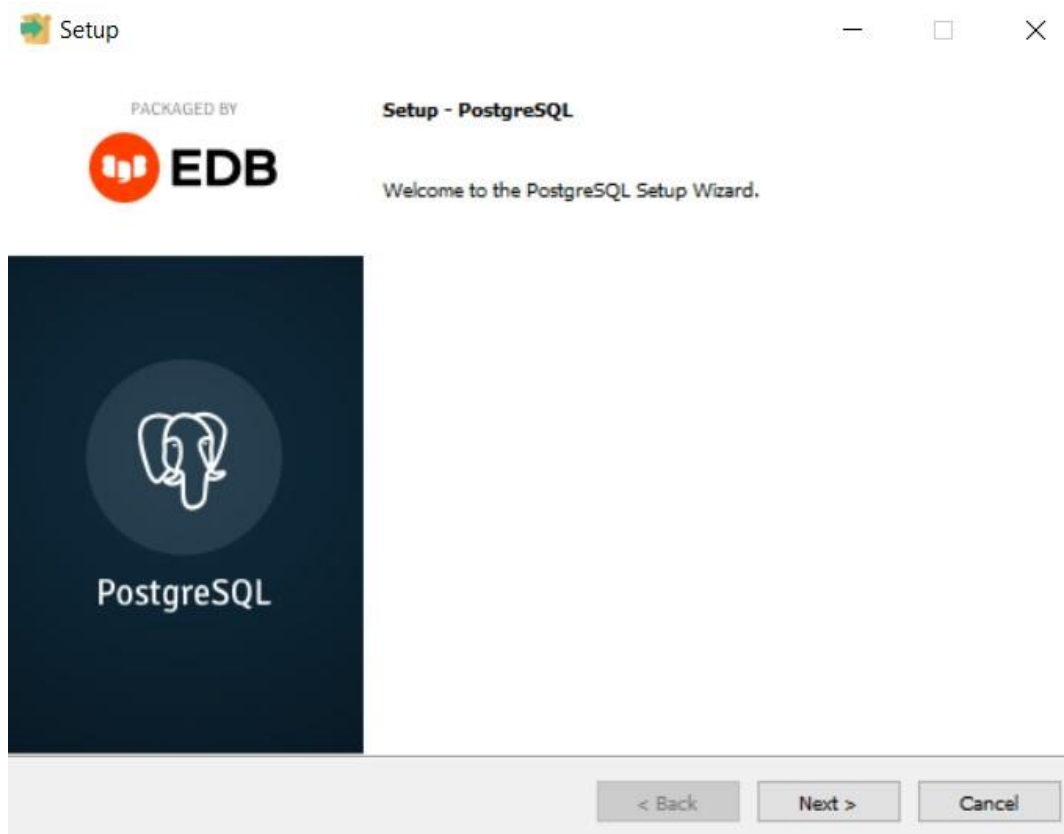 Setup
PACKAGED BY
EDB
Setup - PostgreSQL
Welcome to the PostgreSQL Setup Wizard.
PostgreSQL
< Back
Next >
Cancel